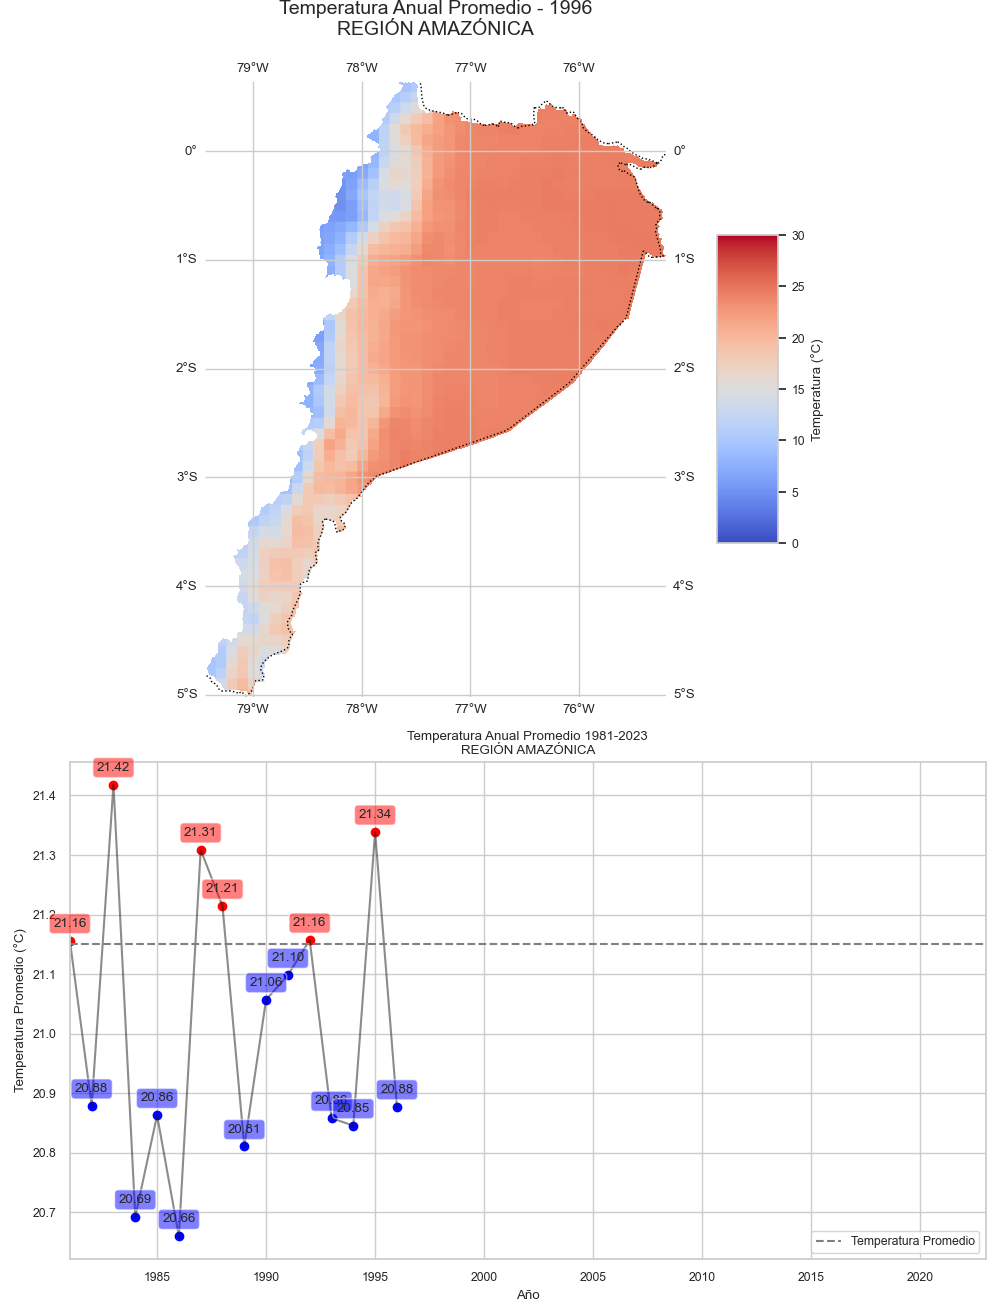 Temperatura Anual Promedio - 1996
REGIÓN AMAZÓNICA
79°W 78°W 77°W 76°W
0° 0°
1°S 1°S
2°S 2°S
3°S 3°S
4°S 4°S
5°S 5°S
79°W 78°W 77°W 76°W
30
25
20
15
10
5
0
Temperatura (°C)
Temperatura Anual Promedio 1981-2023
REGIÓN AMAZÓNICA
21.4
21.3
21.2
21.1
21.0
20.9
20.8
20.7
Temperatura Promedio (°C)
21.16
20.88
21.42
20.69
20.86
20.66
21.31
21.21
20.81
21.06
21.10
21.16
20.86
20.85
21.34
20.88
Temperatura Promedio
1985 1990 1995 2000 2005 2010 2015 2020
Año